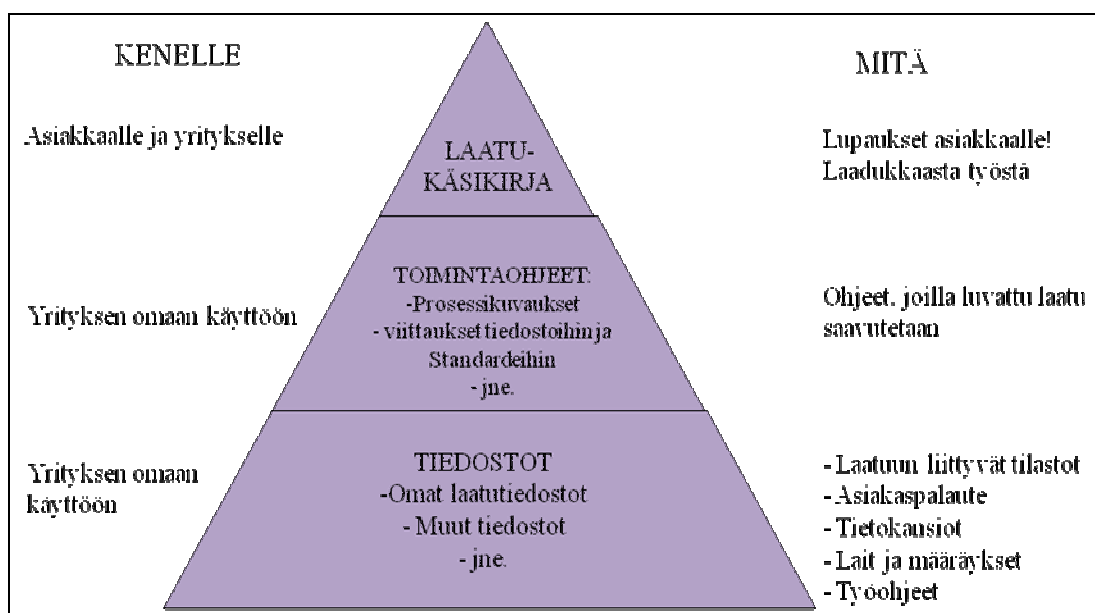 KENELLE
MITÄ
Asiakkaalle ja yritykselle
LAATU-
KÄSIKIRJA
Lupaukset asiakkaalle!
Laadukkaasta työstä
Yrityksen omaan käyttöön
TOIMINTAOHJEET:
-Prosessikuvaukset
- viittaukset tiedostoihin ja
Standardeihin
- jne.
Ohjeet, joilla luvattu laatu
saavutetaan
Yrityksen omaan
käyttöön
TIEDOSTOT
-Omat laatutiedostot
- Muut tiedostot
- jne.
- Laatuun liittyvät tilastot
- Asiakaspalaute
- Tietokansiot
- Lait ja määräykset
- Työohjeet